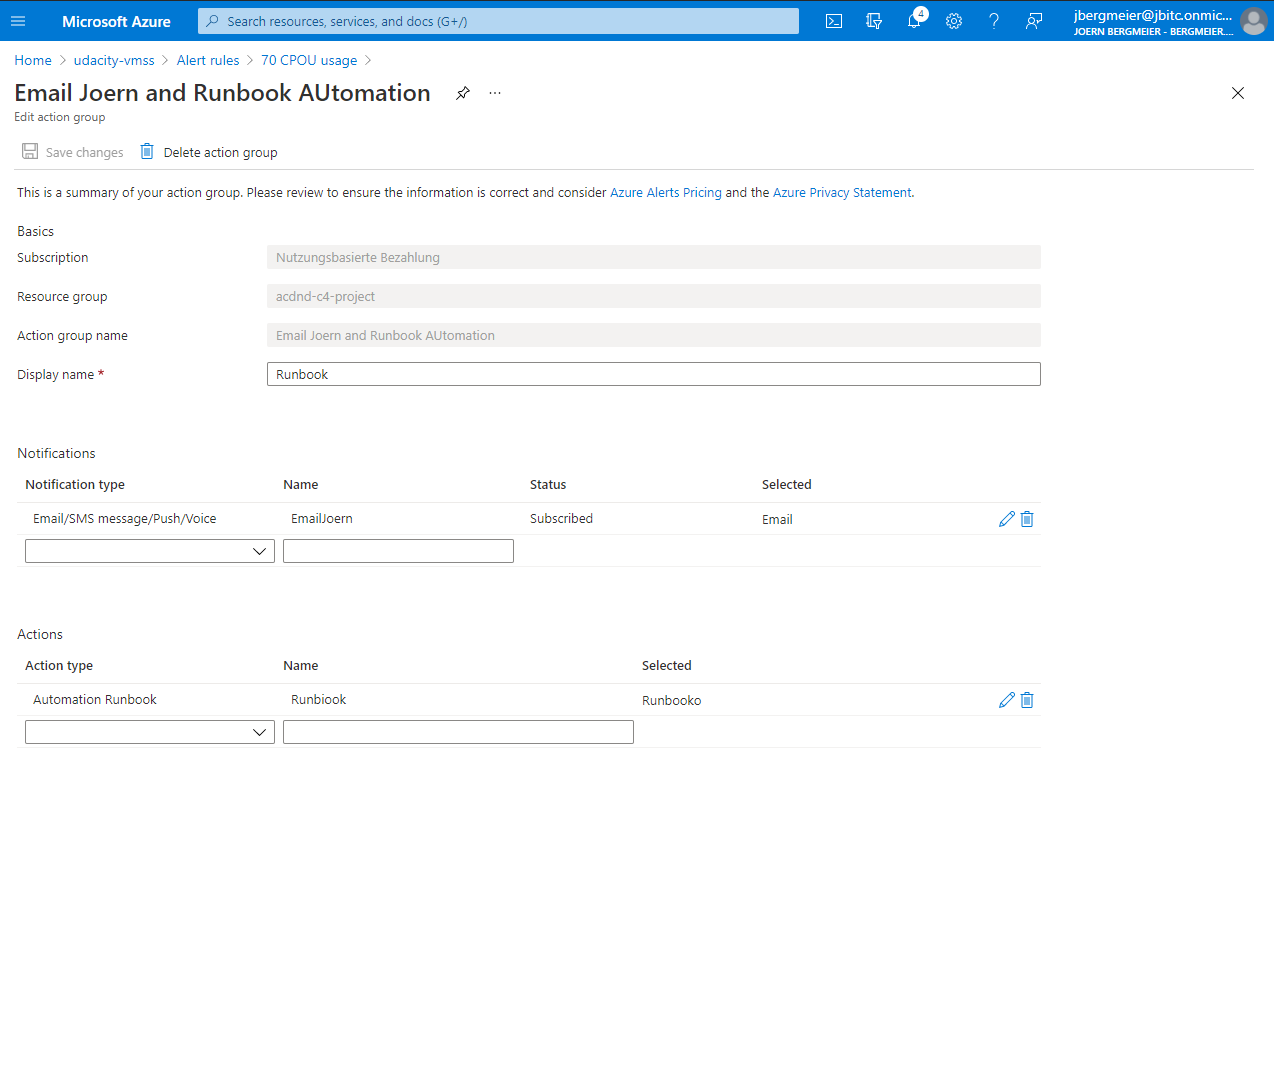 Microsoft Azure
Search resources, services, and docs (G+/)
4
jbergmeier@jbitc.onmic...
JOERN BERGMEIER - BERGMEIER....
Home > udacity-vmss > Alert rules > 70 CPOU usage >
Email Joern and Runbook AUtomation ...
Edit action group
Save changes Delete action group
This is a summary of your action group. Please review to ensure the information is correct and consider Azure Alerts Pricing and the Azure Privacy Statement.
Basics
Subscription Nutzungsbasierte Bezahlung
Resource group acdnd-c4-project
Action group name Email Joern and Runbook AUtomation
Display name * Runbook
Notifications
Notification type Name Status Selected
Email/SMS message/Push/Voice EmailJoern Subscribed Email
Actions
Action type Name Selected
Automation Runbook Runbiook Runbooko